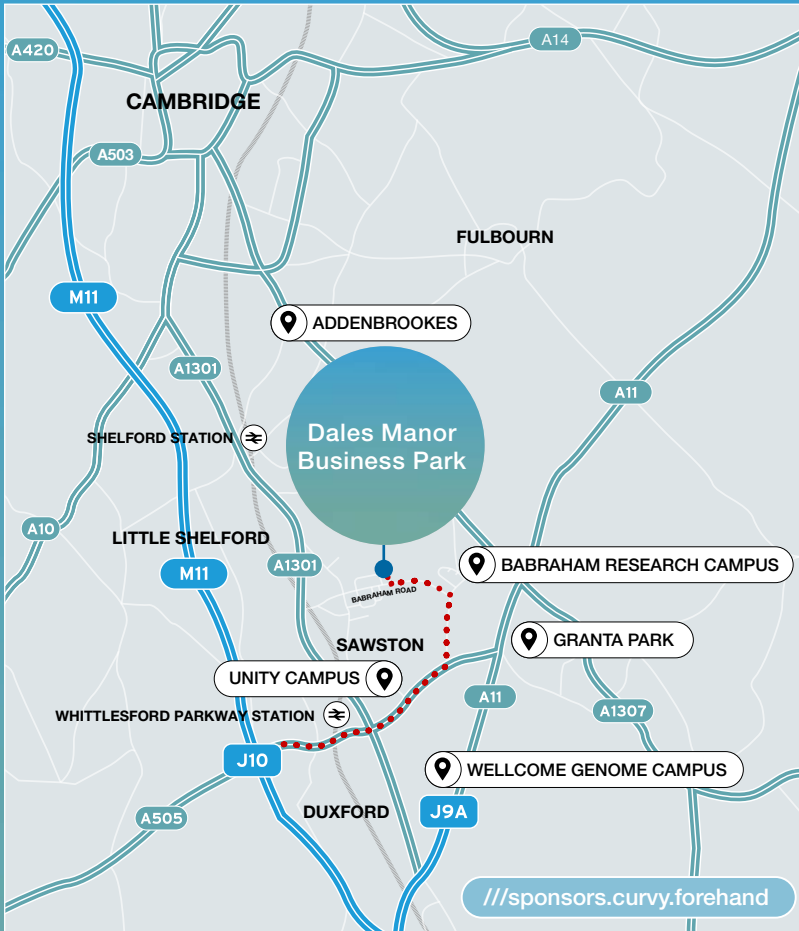 A420
A14
CAMBRIDGE
A503
FULBOURN
M11
ADDENBROOKES
A1301
A11
Dales Manor
Business Park
SHELFORD STATION
A10
LITTLE SHELFORD
M11
A1301
BABRAHAM RESEARCH CAMPUS
BABRAHAM ROAD
SAWSTON
GRANTA PARK
UNITY CAMPUS
A11
A1307
WHITTLESFORD PARKWAY STATION
J10
WELLCOME GENOME CAMPUS
A505
DUXFORD
J9A
///sponsors.curvy.forehand